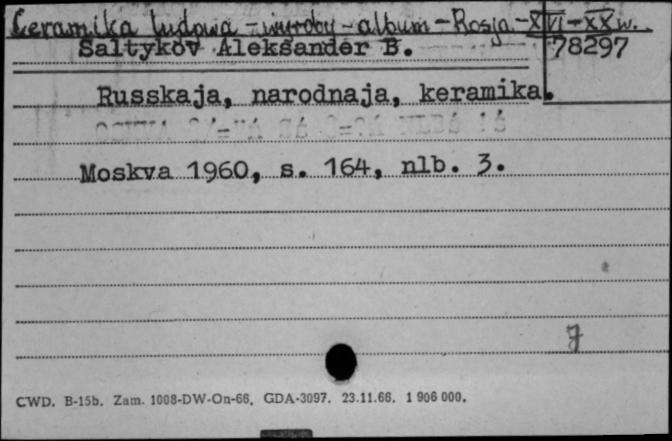 Ceramika ludowa - wyroby - album - Rosja - XVI - XX w.
Saltykov Aleksander B. 78297
Russkaja, narodnaja, keramika.
Moskva 1960, s. 164, nlb. 3.
CWD. B-15b. Zam. 1008-DW-On-66. GDA-3097. 23.11.66. 1 906 000.